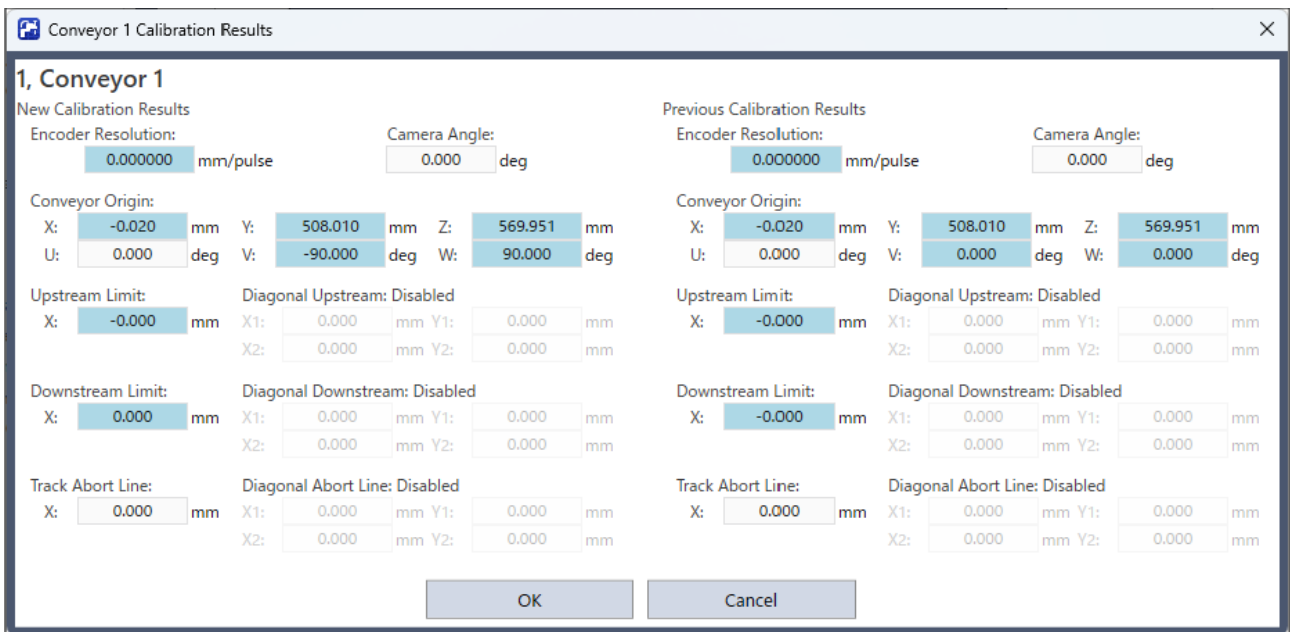 Conveyor 1 Calibration Results
1, Conveyor 1
New Calibration Results
Encoder Resolution: Camera Angle:
0.000000 mm/pulse 0.000 deg
Conveyor Origin:
X: -0.020 mm Y: 508.010 mm Z: 569.951 mm
U: 0.000 deg V: -90.000 deg W: 90.000 deg
Upstream Limit: Diagonal Upstream: Disabled
X: -0.000 mm X1: 0.000 mm Y1: 0.000 mm
X2: 0.000 mm Y2: 0.000 mm
Downstream Limit: Diagonal Downstream: Disabled
X: 0.000 mm X1: 0.000 mm Y1: 0.000 mm
X2: 0.000 mm Y2: 0.000 mm
Track Abort Line: Diagonal Abort Line: Disabled
X: 0.000 mm X1: 0.000 mm Y1: 0.000 mm
X2: 0.000 mm Y2: 0.000 mm
Previous Calibration Results
Encoder Resolution: Camera Angle:
0.000000 mm/pulse 0.000 deg
Conveyor Origin:
X: -0.020 mm Y: 508.010 mm Z: 569.951 mm
U: 0.000 deg V: 0.000 deg W: 0.000 deg
Upstream Limit: Diagonal Upstream: Disabled
X: -0.000 mm X1: 0.000 mm Y1: 0.000 mm
X2: 0.000 mm Y2: 0.000 mm
Downstream Limit: Diagonal Downstream: Disabled
X: -0.000 mm X1: 0.000 mm Y1: 0.000 mm
X2: 0.000 mm Y2: 0.000 mm
Track Abort Line: Diagonal Abort Line: Disabled
X: 0.000 mm X1: 0.000 mm Y1: 0.000 mm
X2: 0.000 mm Y2: 0.000 mm
OK Cancel